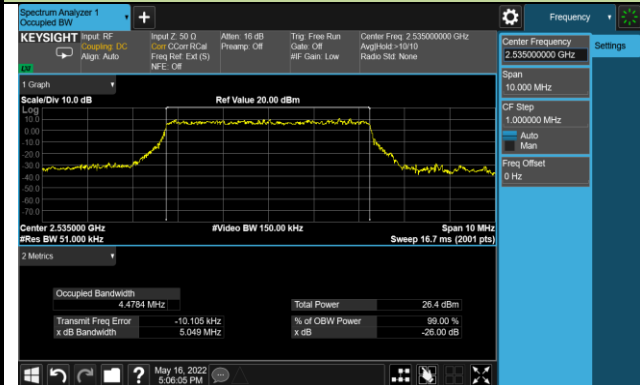 Spectrum Analyzer 1
Occupied BW
Frequency
KEYSIGHT
Input: RF
Coupling: DC
Align: Auto
Input Z: 50 Ω
Corr CCorr RCal
Freq Ref: Ext (S)
NFE: Off
Atten: 16 dB
Preamp: Off
Trig: Free Run
Gate: Off
#IF Gain: Low
Center Freq: 2.535000000 GHz
Avg|Hold:>10/10
Radio Std: None
Center Frequency
2.535000000 GHz
Settings
Span
10.000 MHz
CF Step
1.000000 MHz
Auto
Man
Freq Offset
0 Hz
1 Graph
Scale/Div 10.0 dB
Ref Value 20.00 dBm
Log
10.0
0.00
-10.0
-20.0
-30.0
-40.0
-50.0
-60.0
-70.0
Center 2.535000 GHz
#Video BW 150.00 kHz
Span 10 MHz
#Res BW 51.000 kHz
Sweep 16.7 ms (2001 pts)
2 Metrics
Occupied Bandwidth
4.4784 MHz
Total Power 26.4 dBm
Transmit Freq Error -10.105 kHz
% of OBW Power 99.00 %
x dB Bandwidth 5.049 MHz
x dB -26.00 dB
May 16, 2022
5:06:05 PM